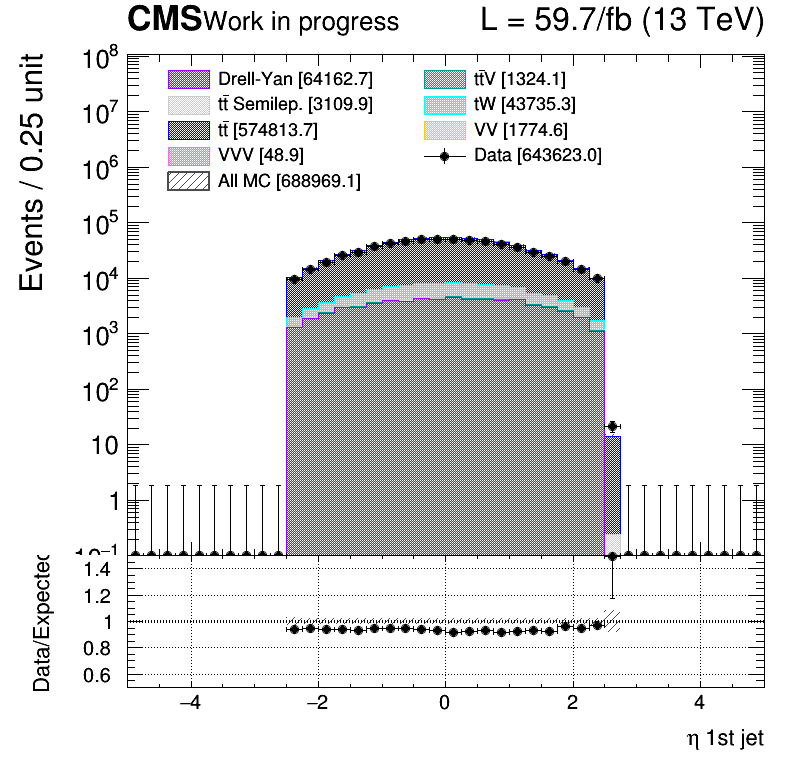 CMS Work in progress L = 59.7/fb (13 TeV)
Events / 0.25 unit
10⁸
10⁷
10⁶
10⁵
10⁴
10³
10²
10
1
10⁻¹
Drell-Yan [64162.7]
tt̄V [1324.1]
tt̄ Semilep. [3109.9]
tW [43735.3]
tt̄ [574813.7]
VV [1774.6]
VVV [48.9]
Data [643623.0]
All MC [688969.1]
Data/Expected
1.4
1.2
1
0.8
0.6
−4 −2 0 2 4
η 1st jet